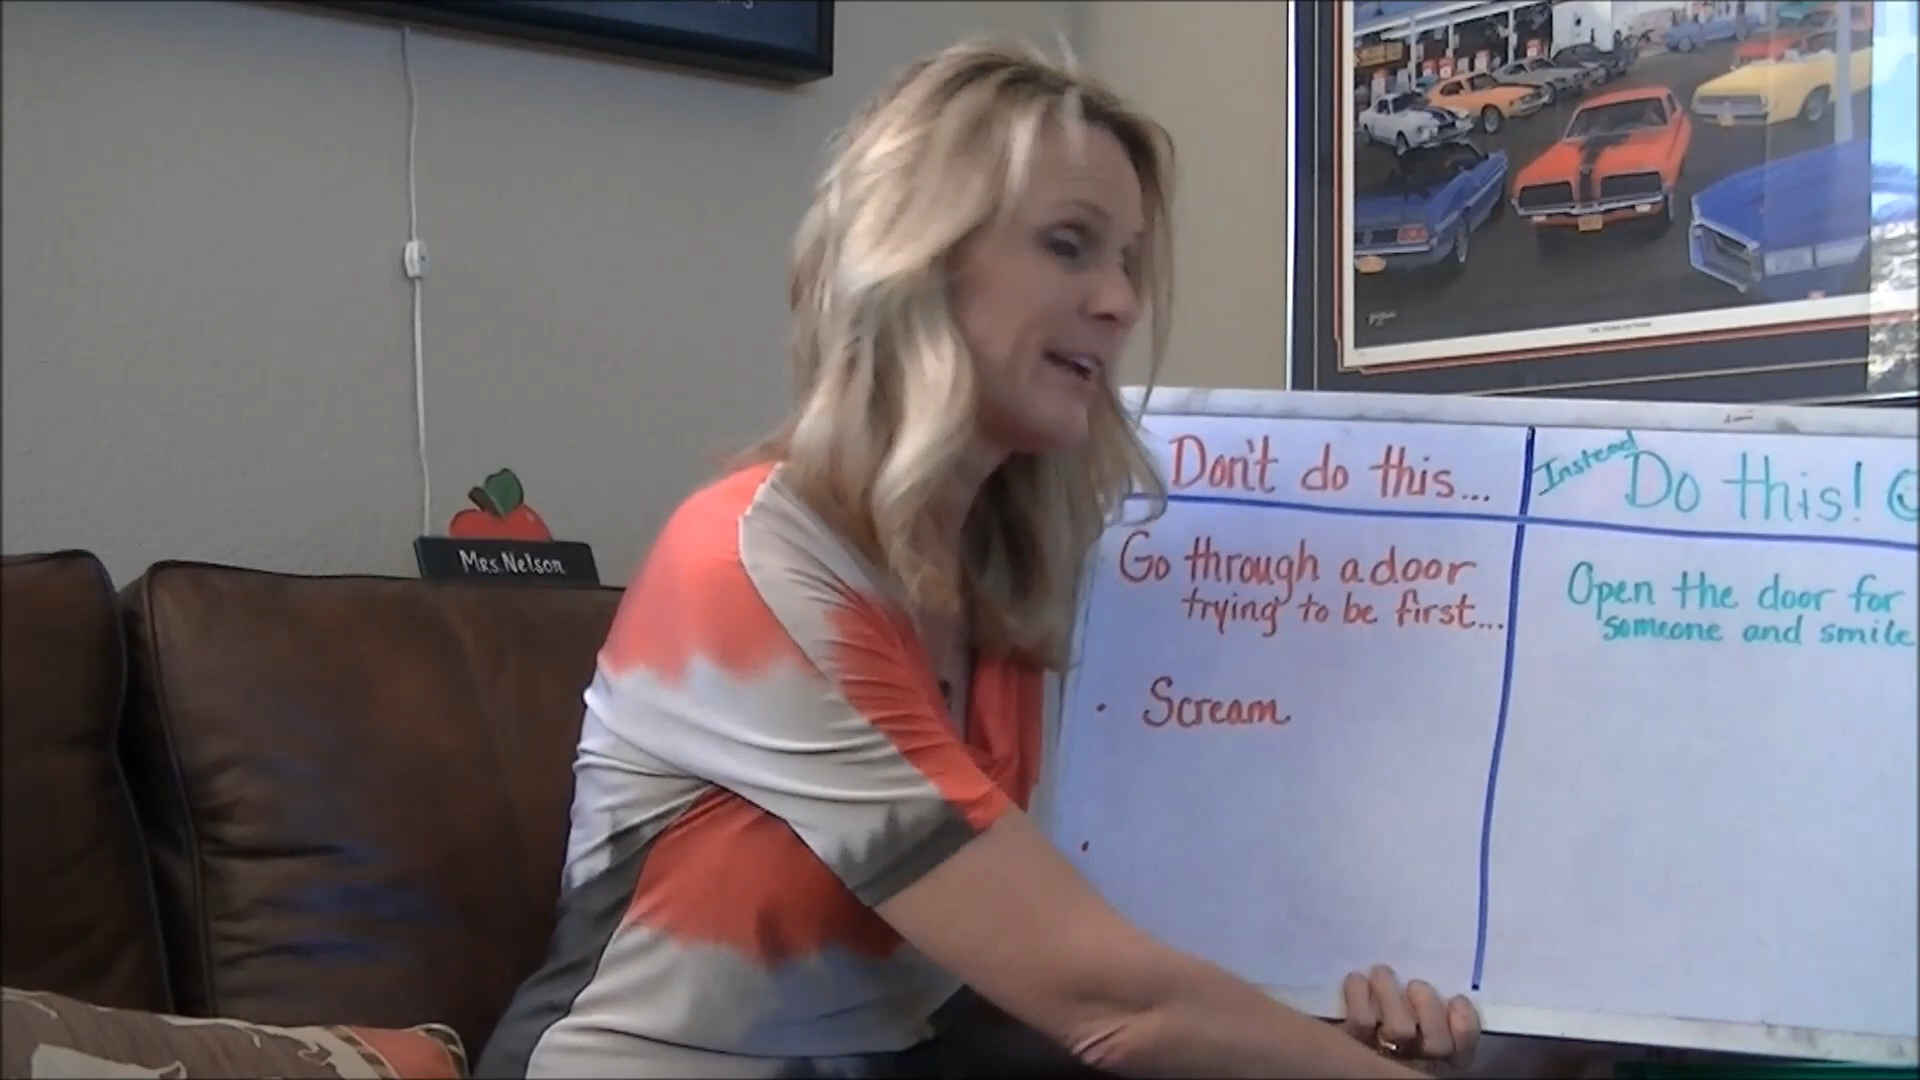 Mrs. Nelson
Don't do this...
Instead
Do this!
Go through a door
trying to be first...
Open the door for
someone and smile
• Scream
•